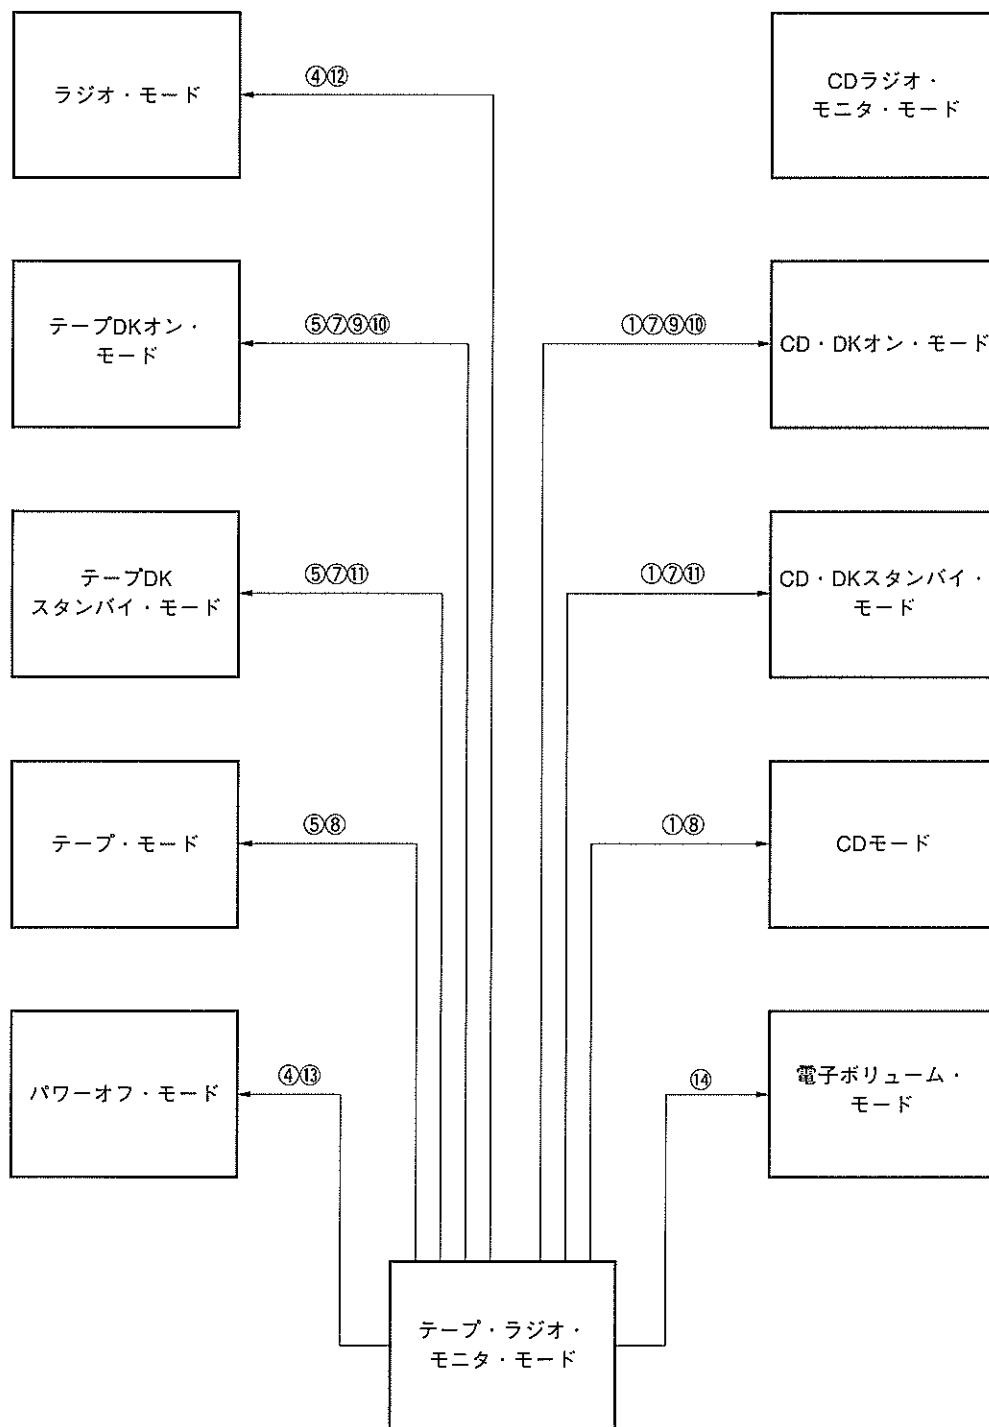 ラジオ・モード
④⑫
CDラジオ・
モニタ・モード
テープDKオン・
モード
⑤⑦⑨⑩
①⑦⑨⑩
CD・DKオン・モード
テープDK
スタンバイ・モード
⑤⑦⑪
①⑦⑪
CD・DKスタンバイ・
モード
テープ・モード
⑤⑧
①⑧
CDモード
パワーオフ・モード
④⑬
⑭
電子ボリューム・
モード
テープ・ラジオ・
モニタ・モード